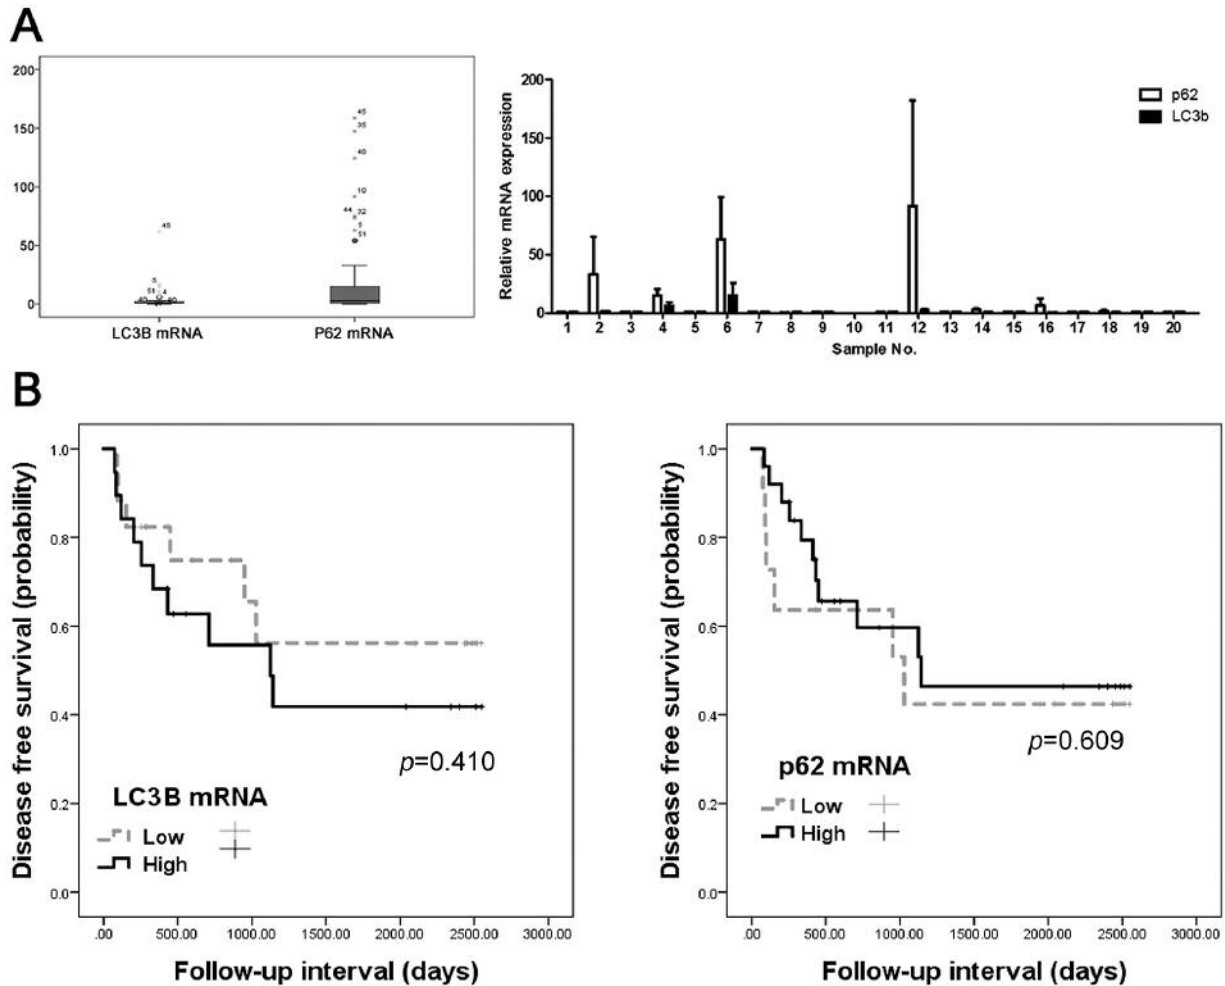 A
200
150
100
50
0
45
5
51 4
40 60
45
35
40
10
44 32
5
51
LC3B mRNA P62 mRNA
Relative mRNA expression
200
150
100
50
0
p62
LC3b
1 2 3 4 5 6 7 8 9 10 11 12 13 14 15 16 17 18 19 20
Sample No.
B
Disease free survival (probability)
1.0
0.8
0.6
0.4
0.2
0.0
p=0.410
LC3B mRNA
Low
High
.00 500.00 1000.00 2000.00 2500.00 3000.00
Follow-up interval (days)
Disease free survival (probability)
1.0
0.8
0.6
0.4
0.2
0.0
p=0.609
p62 mRNA
Low
High
.00 500.00 1000.00 2000.00 2500.00 3000.00
Follow-up interval (days)